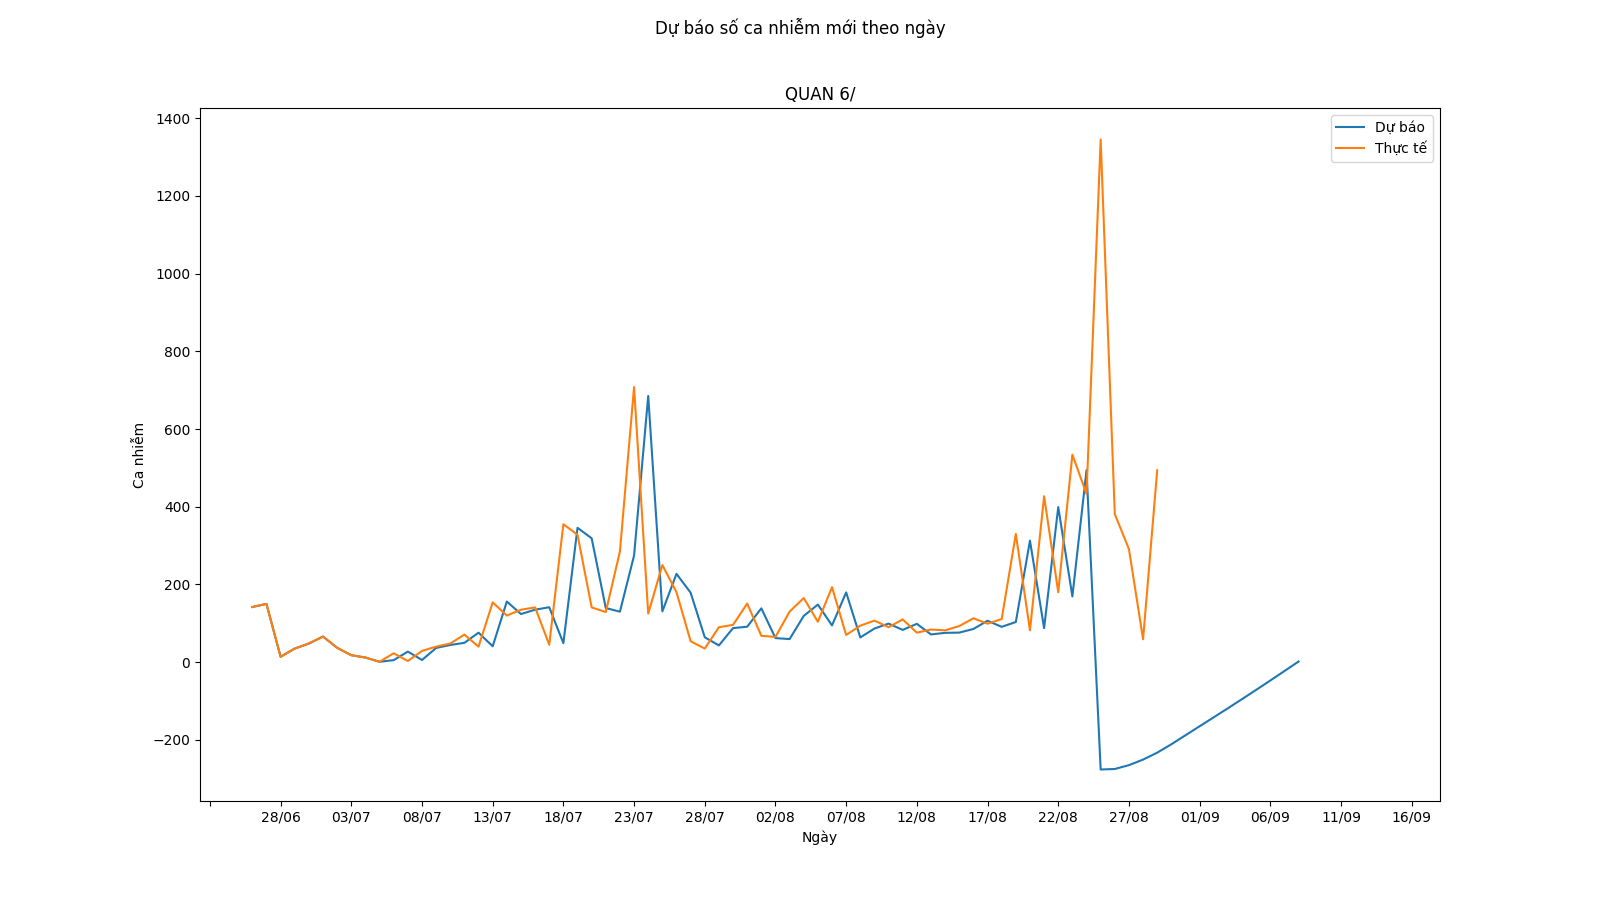 Dự báo số ca nhiễm mới theo ngày
QUAN 6/
Dự báo
Thực tế
1400
1200
1000
800
600
400
200
0
−200
Ca nhiễm
28/06 03/07 08/07 13/07 18/07 23/07 28/07 02/08 07/08 12/08 17/08 22/08 27/08 01/09 06/09 11/09 16/09
Ngày